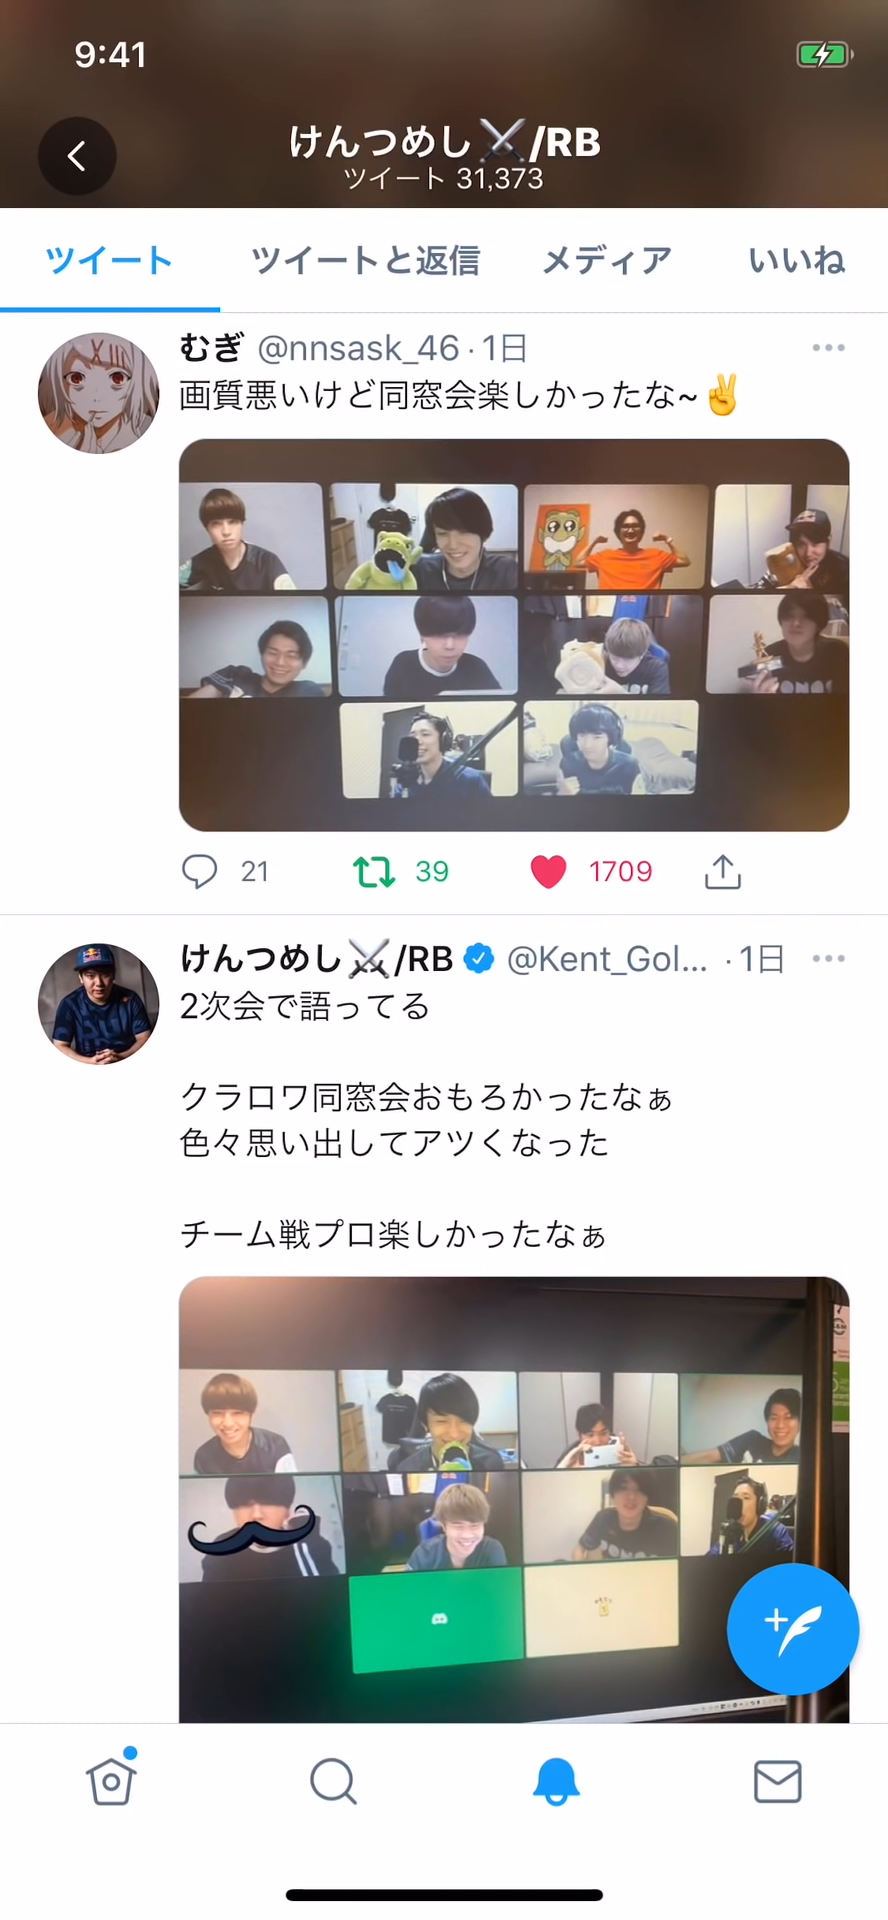 9:41
けんつめし⚔️/RB
ツイート 31,373
ツイート ツイートと返信 メディア いいね
むぎ @nnsask_46 · 1日
画質悪いけど同窓会楽しかったな~✌️
21 39 1709
けんつめし⚔️/RB @Kent_Gol... · 1日
2次会で語ってる
クラロワ同窓会おもろかったなぁ
色々思い出してアツくなった
チーム戦プロ楽しかったなぁ